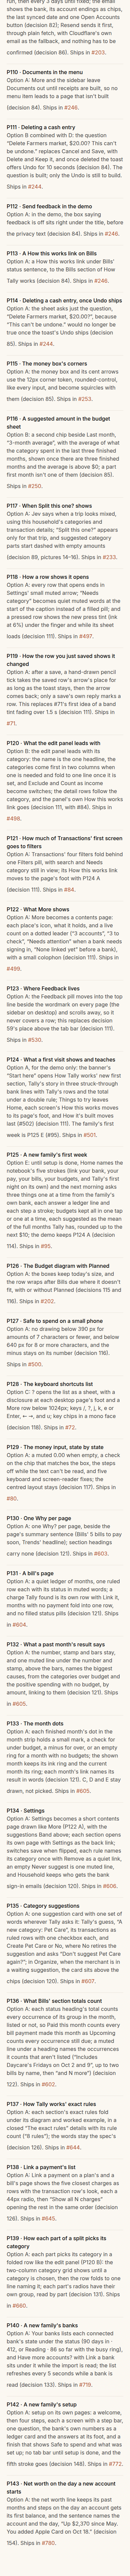 then, every 3 days until fixed; the email
shows the bank, its account endings as chips,
the last synced date and one Open Accounts
button (decision 82). Resend sends it first,
through plain fetch, with Cloudflare's own
email as the fallback, and nothing has to be
confirmed (decision 86). Ships in #203.
P110 · Documents in the menu
Option A: More and the sidebar leave
Documents out until receipts are built, so no
menu item leads to a page that isn't built
(decision 84). Ships in #246.
P111 · Deleting a cash entry
Option B combined with D: the question
"Delete Farmers market, $20.00? This can't
be undone." replaces Cancel and Save, with
Delete and Keep it, and once deleted the toast
offers Undo for 10 seconds (decision 84). The
question is built; only the Undo is still to build.
Ships in #244.
P112 · Send feedback in the demo
Option A: in the demo, the box saying
feedback is off sits right under the title, before
the privacy text (decision 84). Ships in #246.
P113 · A How this works link on Bills
Option A: a How this works link under Bills'
status sentence, to the Bills section of How
Tally works (decision 84). Ships in #246.
P114 · Deleting a cash entry, once Undo ships
Option A: the sheet asks just the question,
"Delete Farmers market, $20.00?", because
"This can't be undone." would no longer be
true once the toast's Undo ships (decision
85). Ships in #244.
P115 · The money box's corners
Option A: the money box and its corners
use the 12px corner token, rounded-control,
like every input, and become squircles with
them (decision 85). Ships in #253.
P116 · A suggested amount in the budget
sheet
Option B: a second chip beside Last month,
"3-month average", with the average of what
the category spent in the last three finished
months, shown once there are three finished
months and the average is above $0; a past
first month isn't one of them (decision 85).
Ships in #250.
P117 · When Split this one? shows
Option A: Jev says when a trip looks mixed,
using this household's categories and
transaction details; "Split this one?" appears
only for that trip, and suggested category
parts start dashed with empty amounts
(decision 89, pictures 14–16). Ships in #233.
P118 · How a row shows it opens
Option A: every row that opens ends in
Settings' small muted arrow; "Needs
category" becomes quiet muted words at the
start of the caption instead of a filled pill; and
a pressed row shows the new press tint (ink
at 6%) under the finger and while its sheet
loads (decision 111). Ships in #497.
P119 · How the row you just saved shows it
changed
Option A: after a save, a hand-drawn pencil
tick takes the saved row's arrow's place for as
long as the toast stays, then the arrow
comes back; only a save's own reply marks a
row. This replaces #71's first idea of a band
tint fading over 1.5 s (decision 111). Ships in
#71.
P120 · What the edit panel leads with
Option B: the edit panel leads with its
category; the name is the one headline, the
categories come first in two columns when
one is needed and fold to one line once it is
set, and Exclude and Count as income
become switches. The same order on Add
category, and the panel's own How this works
link goes (decision 111, with #84). Ships in
#498.
P121 · How much of Transactions' first screen
goes to filters
Option A: Transactions' four filters fold behind
one Filters pill, with search and Needs
category still in view; its How this works link
moves to the page's foot with P124 A
(decision 111). Ships in #84.
P122 · What More shows
Option A: More as a contents page:
each place's icon, what it holds, and a live
count on a dotted leader ("3 accounts", "3 by
check", "Needs attention" when a bank needs
signing in, "None linked yet" before a bank),
with a small colophon (decision 111). Ships in
#499.
P123 · Where Feedback lives
Option A: the Feedback pill moves into the top
line beside the wordmark on every page (the
sidebar on desktop) and scrolls away, so it
never covers a row; this replaces decision
59's place above the tab bar (decision 111).
Ships in #530.
P124 · What a first visit shows and teaches
Option A, for the demo only: the banner's
"Start here" opens How Tally works' new First
section, Tally's story in three struck-through
bank lines with Tally's word and the total
under a double rule; Things to try leaves
Home, each screen's How this works moves
to its page's foot, and How it's built moves
last (#502) (decision 111). The family's first
week is P125 E (#95). Ships in #501.
P125 · A new family's first week
Option E: until setup is done, Home names the
notebook's five strokes (link your bank, your
pay, your bills, your budgets, and Tally's first
night on its own) and the next morning asks
three things one at a time from the family's
own bank, each answer a ledger line and
each stop a stroke; budgets land all in one tap
or one at a time, each suggested as the mean
of the full months Tally has, rounded up to the
next $10; the demo keeps P124 A (decision
114). Ships in #95.
P126 · The Budget diagram with Planned
Option A: the boxes keep today's size, and
the row wraps after Bills due where it doesn't
fit, with or without Planned (decisions 115 and
116). Ships in #202.
P127 · Safe to spend on a small phone
Option A: no drawing below 390 px for
amounts of 7 characters or fewer, and below
640 px for 8 or more characters, and the
minus stays on its number (decision 116).
Ships in #500.
P128 · The keyboard shortcuts list
Option C: ? opens the list as a sheet, with a
disclosure at each desktop page's foot and a
More row below 1024px; keys /, ?, j, k, e or
Enter, ←→, and u; key chips in a mono face
(decision 116). Ships in #72.
P129 · The money input, state by state
Option A: a muted 0.00 when empty, a check
on the chip that matches the box, the steps
off while the text can't be read, and five
keyboard and screen-reader fixes; the
centred layout stays (decision 117). Ships in
#80.
P130 · One Why per page
Option A: one Why? per page, beside the
page's summary sentence (Bills' 5 bills to pay
line, Trends' headline); section headings
carry none (decision 121). Ships in #603.
P131 · A bill's page
Option A: a quiet ledger of months, one ruled
line each with its status in muted words; a
charge Tally found is its own row with Link it,
months with no payment fold into one row,
and no filled status pills (decision 121). Ships
in #604.
P132 · What a past month's result says
Option A: the number, stamp and bars stay,
and one muted line under the number and
stamp, above the bars, names the biggest
causes, from the categories over budget and
the positive spending with no budget, by
amount, linking to them (decision 121). Ships
in #605.
P133 · The month dots
Option A: each finished month's dot in the
month strip holds a small mark, a check for
under budget, a minus for over, or an empty
ring for a month with no budgets; the shown
month keeps its ink ring and the current
month its ring; each month's link names its
result in words (decision 121). C, D and E stay
drawn, not picked. Ships in #605.
P134 · Settings
Option A: Settings becomes a short contents
page drawn like More (P122 A), with the
suggestions Band above; each section opens
its own page with Settings as the back link,
switches save when flipped, each rule names
its category once with Remove as a quiet link,
an empty Never suggest is one muted line,
and Household keeps who gets the bank
sign-in emails (decision 120). Ships in #606.
P135 · Category suggestions
Option A: one suggestion card with one set of
words wherever Tally asks it: Tally's guess, "A
new category: Pet Care", its transactions as
ruled rows with one checkbox each, and
Create Pet Care or No, where No retires the
suggestion and asks "Don't suggest Pet Care
again?"; in Organize, when the merchant is in
a waiting suggestion, the card sits above the
chips (decision 120). Ships in #607.
P136 · What Bills' section totals count
Option A: each status heading's total counts
every occurrence of its group in the month,
listed or not, so Paid this month counts every
bill payment made this month as Upcoming
counts every occurrence still due; a muted
line under a heading names the occurrences
it counts that aren't listed ("Includes
Daycare's Fridays on Oct 2 and 9", up to two
bills by name, then "and N more") (decision
122). Ships in #602.
P137 · How Tally works' exact rules
Option A: each section's exact rules fold
under its diagram and worked example, in a
closed "The exact rules" details with its rule
count ("8 rules"); the words stay the spec's
(decision 126). Ships in #644.
P138 · Link a payment's list
Option A: Link a payment on a plan's and a
bill's page shows the five closest charges as
rows with the transaction row's look, each a
44px radio, then "Show all N charges"
opening the rest in the same order (decision
126). Ships in #645.
P139 · How each part of a split picks its
category
Option A: each part picks its category in a
folded row like the edit panel (P120 B): the
two-column category grid shows until a
category is chosen, then the row folds to one
line naming it; each part's radios have their
own group, read by part (decision 131). Ships
in #660.
P140 · A new family's banks
Option A: Your banks lists each connected
bank's state under the status (90 days in ·
412, or Reading · 86 so far with the busy ring),
and Have more accounts? with Link a bank
sits under it while the import is read; the list
refreshes every 5 seconds while a bank is
read (decision 133). Ships in #719.
P142 · A new family's setup
Option A: setup on its own pages: a welcome,
then four steps, each a screen with a step bar,
one question, the bank's own numbers as a
ledger card and the answers at its foot, and a
finish that shows Safe to spend and what was
set up; no tab bar until setup is done, and the
fifth stroke goes (decision 148). Ships in #772.
P143 · Net worth on the day a new account
starts
Option A: the net worth line keeps its past
months and steps on the day an account gets
its first balance, and the sentence names the
account and the day, "Up $2,370 since May.
You added Apple Card on Oct 18." (decision
154). Ships in #780.